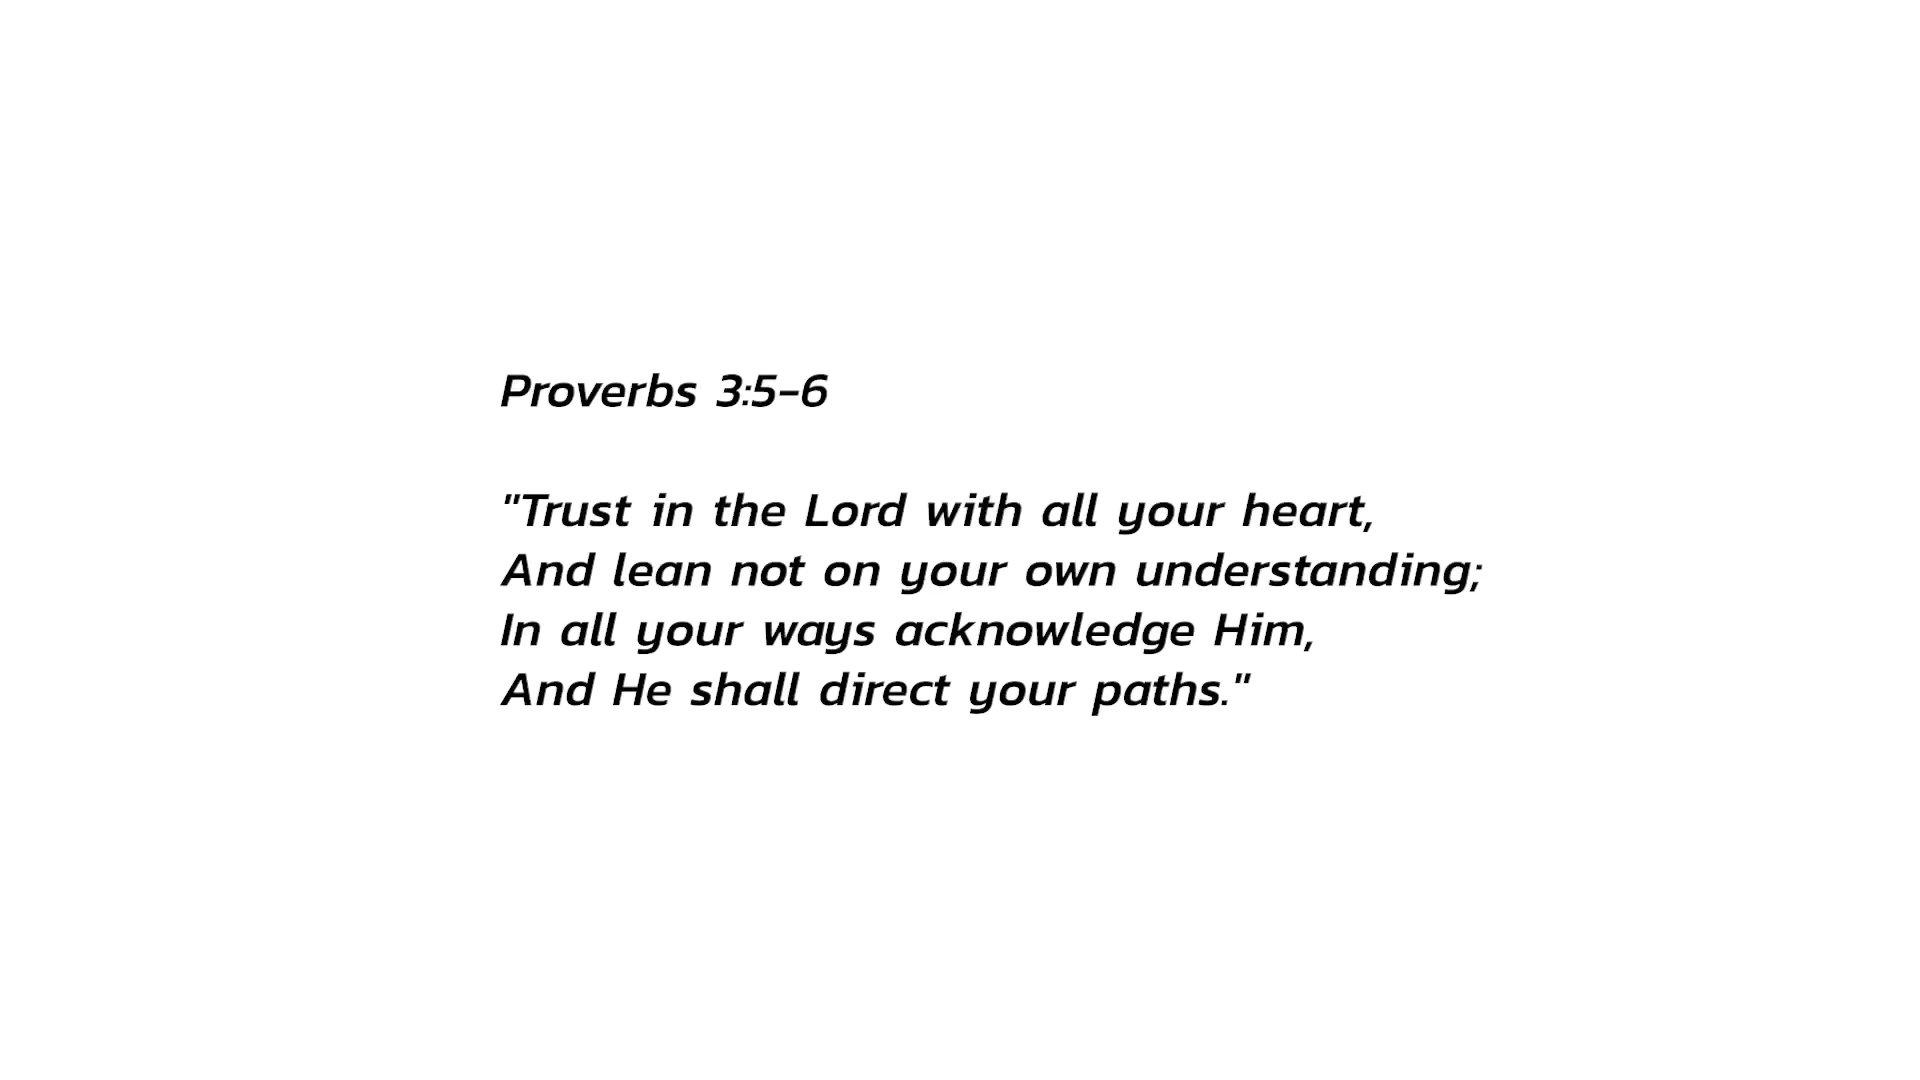 Proverbs 3:5-6
"Trust in the Lord with all your heart,
And lean not on your own understanding;
In all your ways acknowledge Him,
And He shall direct your paths."